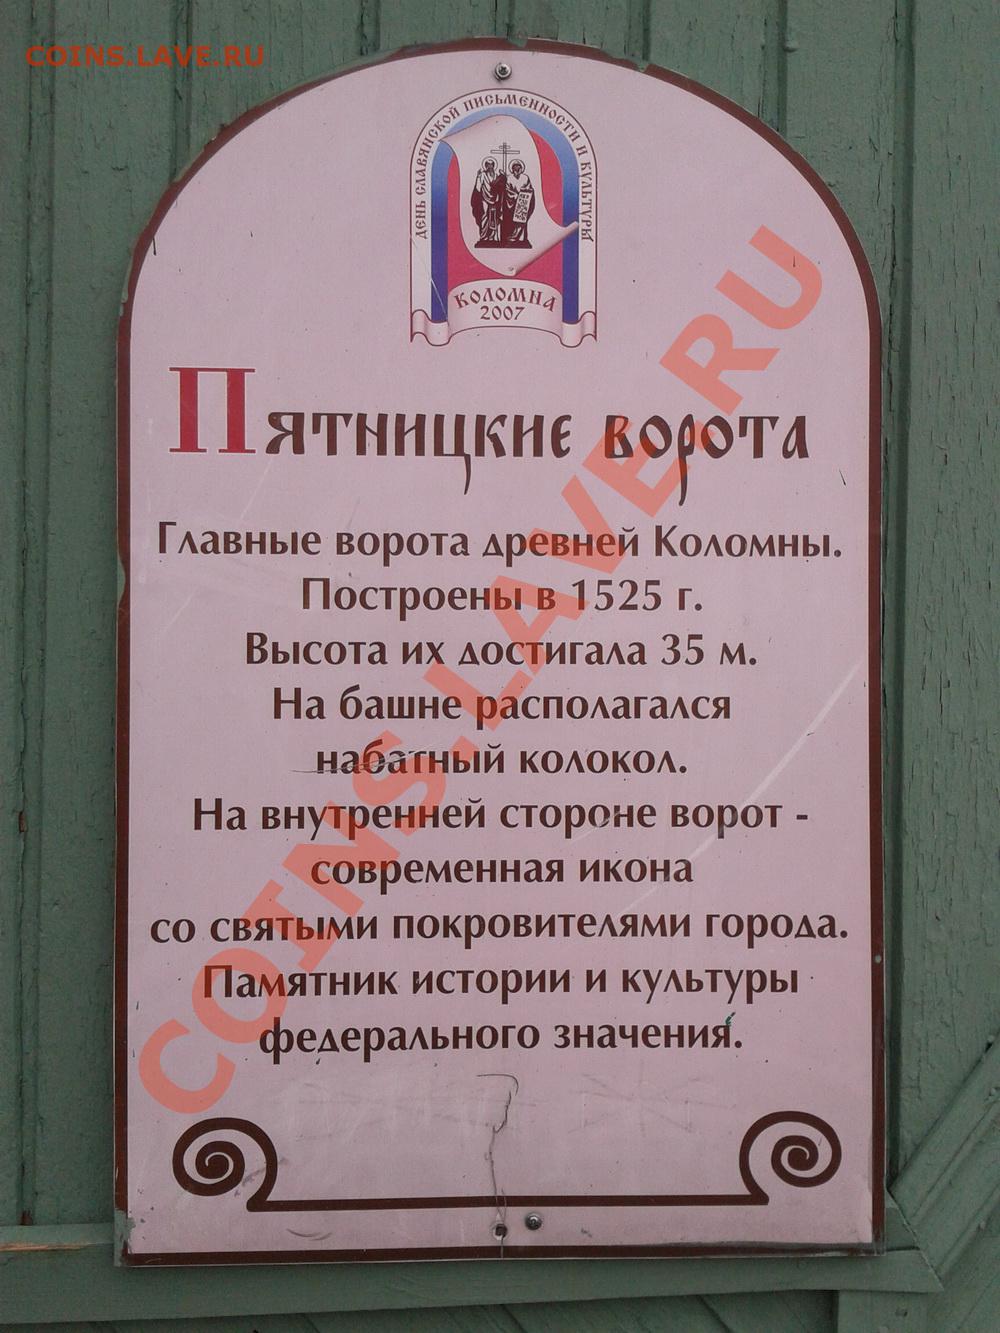 COINS.LAVE.RU
ДЕНЬ СЛАВЯНСКОЙ ПИСЬМЕННОСТИ И КУЛЬТУРЫ
КОЛОМНА
2007
Пятницкие ворота
Главные ворота древней Коломны.
Построены в 1525 г.
Высота их достигала 35 м.
На башне располагался
набатный колокол.
На внутренней стороне ворот -
современная икона
со святыми покровителями города.
Памятник истории и культуры
федерального значения.
COINS.LAVE.RU